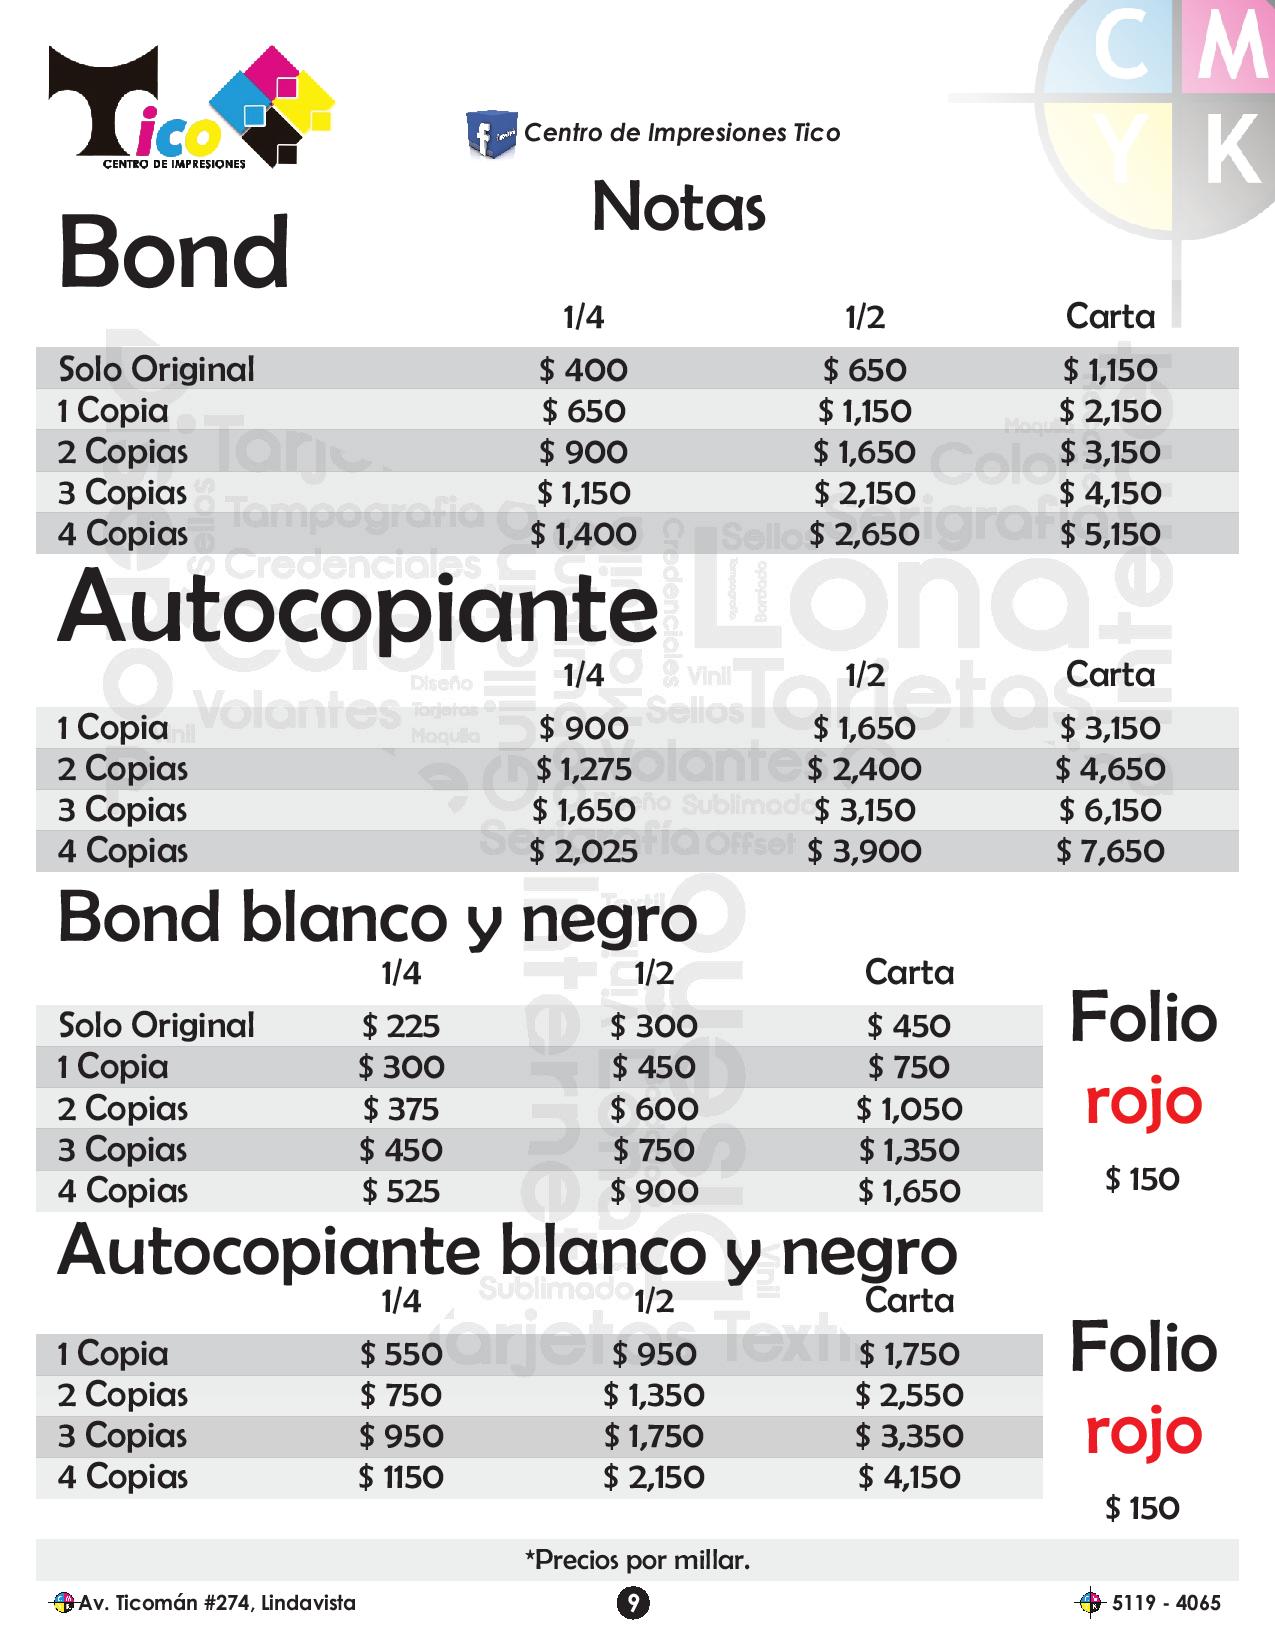 C M
Y K
Tico
CENTRO DE IMPRESIONES
f Centro de Impresiones Tico
Notas
Bond
1/4 1/2 Carta
Solo Original $ 400 $ 650 $ 1,150
1 Copia $ 650 $ 1,150 $ 2,150
2 Copias $ 900 $ 1,650 $ 3,150
3 Copias $ 1,150 $ 2,150 $ 4,150
4 Copias $ 1,400 $ 2,650 $ 5,150
Autocopiante
1/4 1/2 Carta
1 Copia $ 900 $ 1,650 $ 3,150
2 Copias $ 1,275 $ 2,400 $ 4,650
3 Copias $ 1,650 $ 3,150 $ 6,150
4 Copias $ 2,025 $ 3,900 $ 7,650
Bond blanco y negro
1/4 1/2 Carta
Solo Original $ 225 $ 300 $ 450
1 Copia $ 300 $ 450 $ 750
2 Copias $ 375 $ 600 $ 1,050
3 Copias $ 450 $ 750 $ 1,350
4 Copias $ 525 $ 900 $ 1,650
Folio
rojo
$ 150
Autocopiante blanco y negro
1/4 1/2 Carta
1 Copia $ 550 $ 950 $ 1,750
2 Copias $ 750 $ 1,350 $ 2,550
3 Copias $ 950 $ 1,750 $ 3,350
4 Copias $ 1150 $ 2,150 $ 4,150
Folio
rojo
$ 150
*Precios por millar.
Av. Ticomán #274, Lindavista 9 5119 - 4065